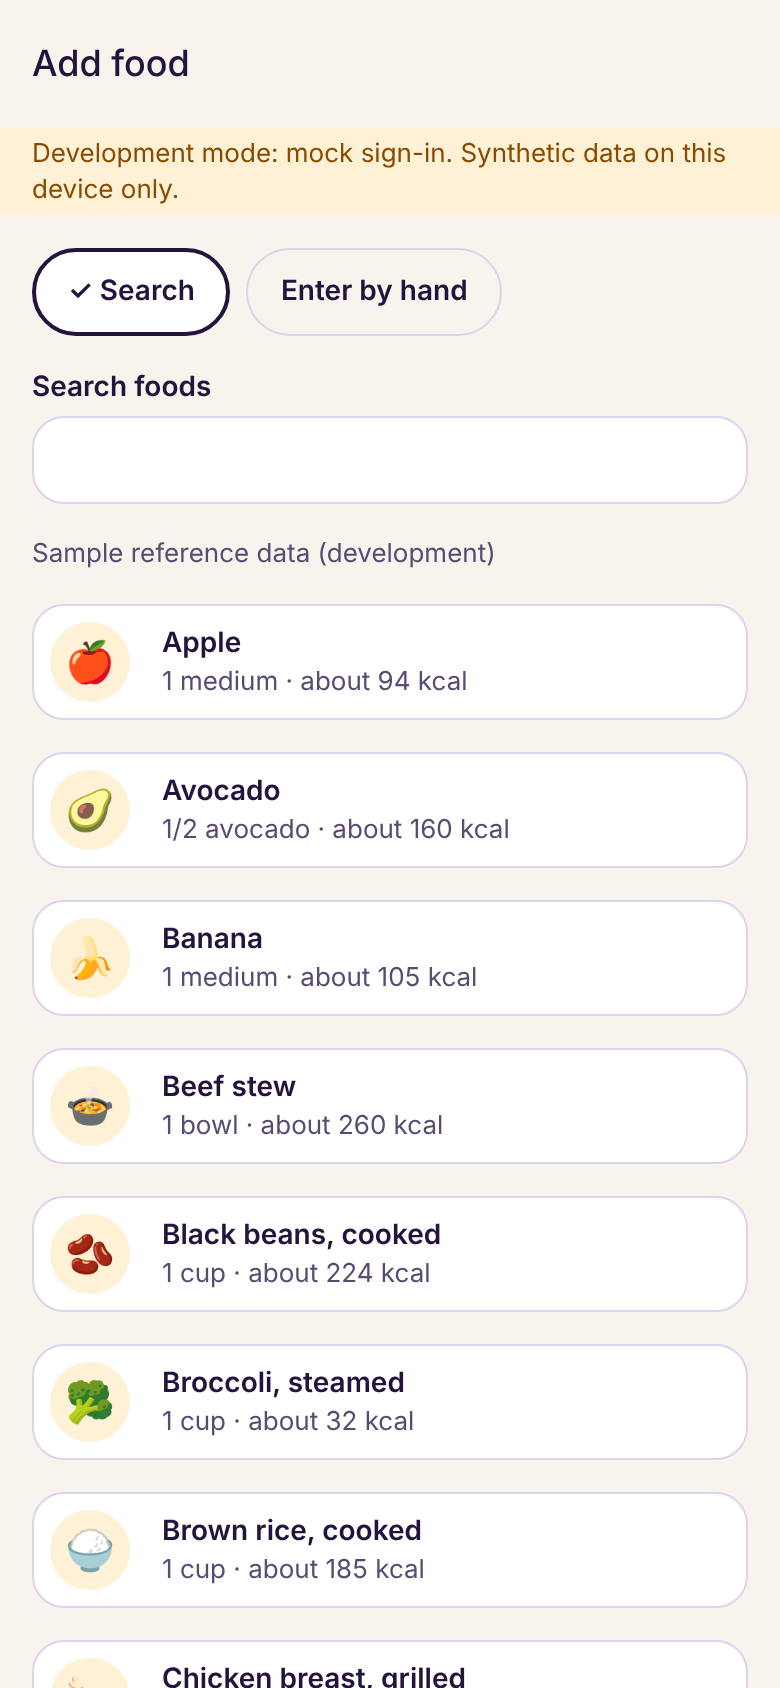 Add food
Development mode: mock sign-in. Synthetic data on this
device only.
✓ Search
Enter by hand
Search foods
Sample reference data (development)
Apple
1 medium · about 94 kcal
Avocado
1/2 avocado · about 160 kcal
Banana
1 medium · about 105 kcal
Beef stew
1 bowl · about 260 kcal
Black beans, cooked
1 cup · about 224 kcal
Broccoli, steamed
1 cup · about 32 kcal
Brown rice, cooked
1 cup · about 185 kcal
Chicken breast, grilled